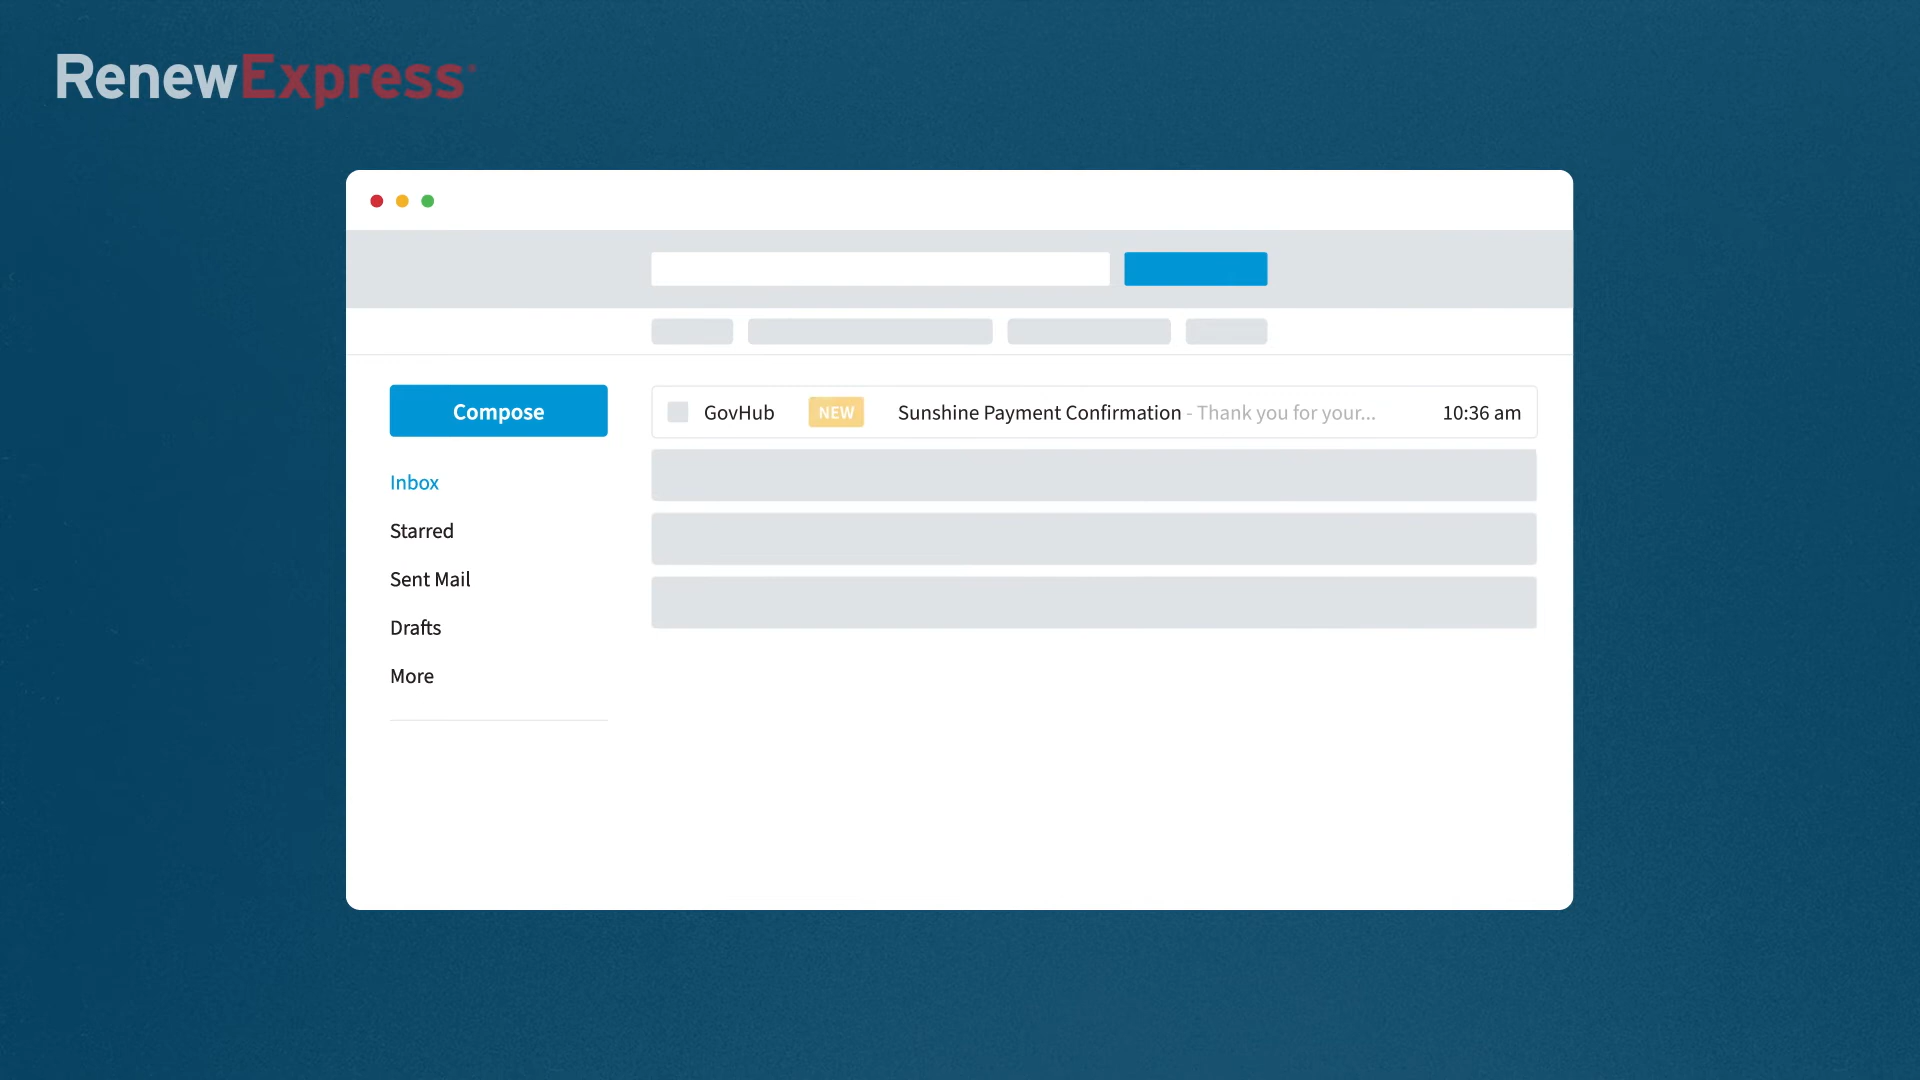 RenewExpress
Compose
GovHub NEW Sunshine Payment Confirmation - Thank you for your... 10:36 am
Inbox
Starred
Sent Mail
Drafts
More